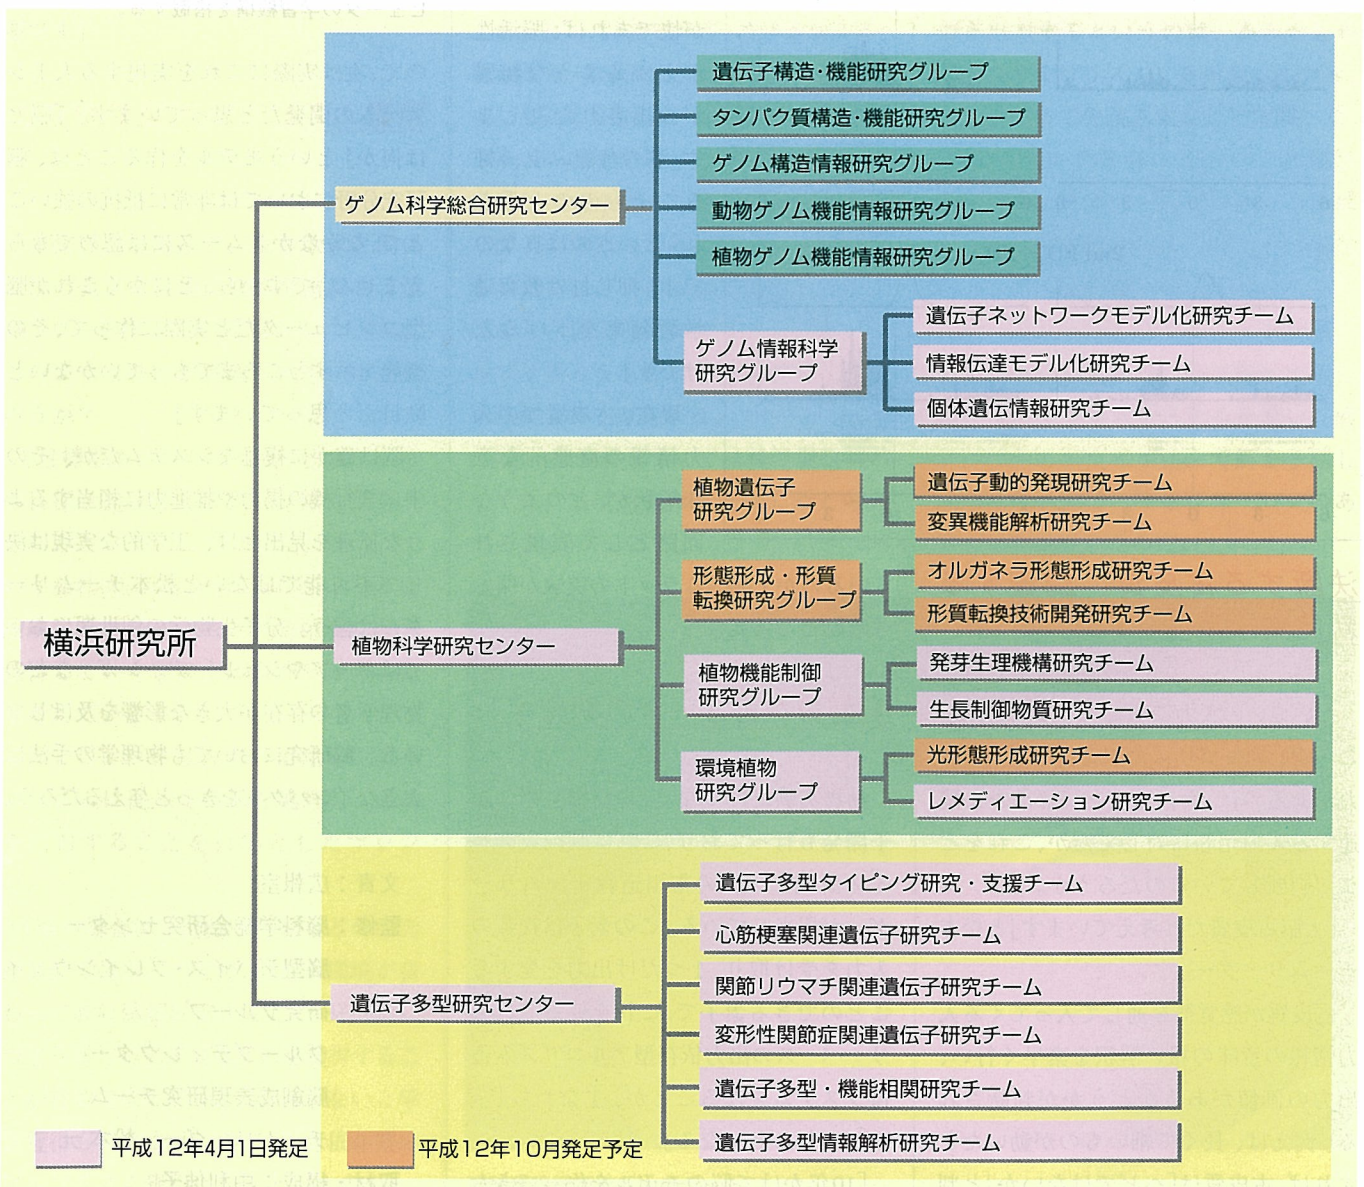 横浜研究所
ゲノム科学総合研究センター
遺伝子構造・機能研究グループ
タンパク質構造・機能研究グループ
ゲノム構造情報研究グループ
動物ゲノム機能情報研究グループ
植物ゲノム機能情報研究グループ
ゲノム情報科学
研究グループ
遺伝子ネットワークモデル化研究チーム
情報伝達モデル化研究チーム
個体遺伝情報研究チーム
植物科学研究センター
植物遺伝子
研究グループ
遺伝子動的発現研究チーム
変異機能解析研究チーム
形態形成・形質
転換研究グループ
オルガネラ形態形成研究チーム
形質転換技術開発研究チーム
植物機能制御
研究グループ
発芽生理機構研究チーム
生長制御物質研究チーム
環境植物
研究グループ
光形態形成研究チーム
レメディエーション研究チーム
遺伝子多型研究センター
遺伝子多型タイピング研究・支援チーム
心筋梗塞関連遺伝子研究チーム
関節リウマチ関連遺伝子研究チーム
変形性関節症関連遺伝子研究チーム
遺伝子多型・機能相関研究チーム
遺伝子多型情報解析研究チーム
平成12年4月1日発足
平成12年10月発足予定